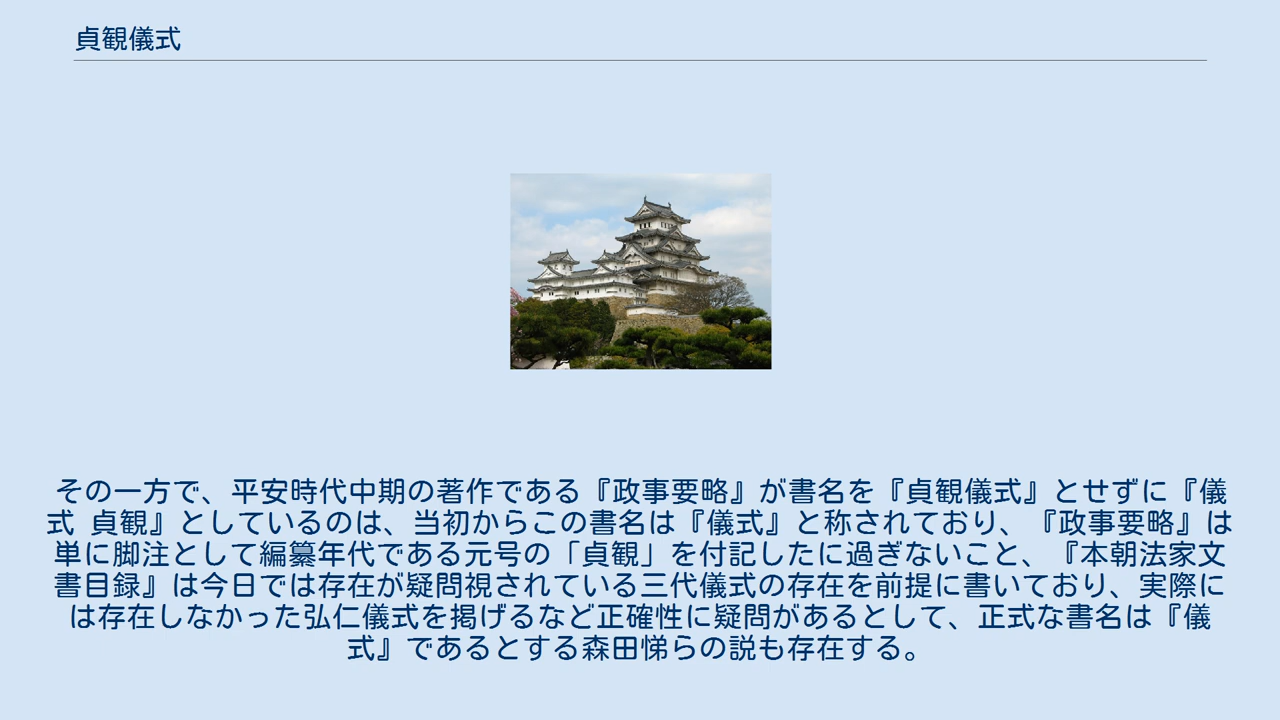 貞観儀式
その一方で、平安時代中期の著作である『政事要略』が書名を『貞観儀式』とせずに『儀
式 貞観』としているのは、当初からこの書名は『儀式』と称されており、 『政事要略』は
単に脚注として編纂年代である元号の「貞観」を付記したに過ぎないこと、『本朝法家文
書目録』は今日では存在が疑問視されている三代儀式の存在を前提に書いており、実際に
は存在しなかった弘仁儀式を掲げるなど正確性に疑問があるとして、正式な書名は『儀
式』であるとする森田悌らの説も存在する。